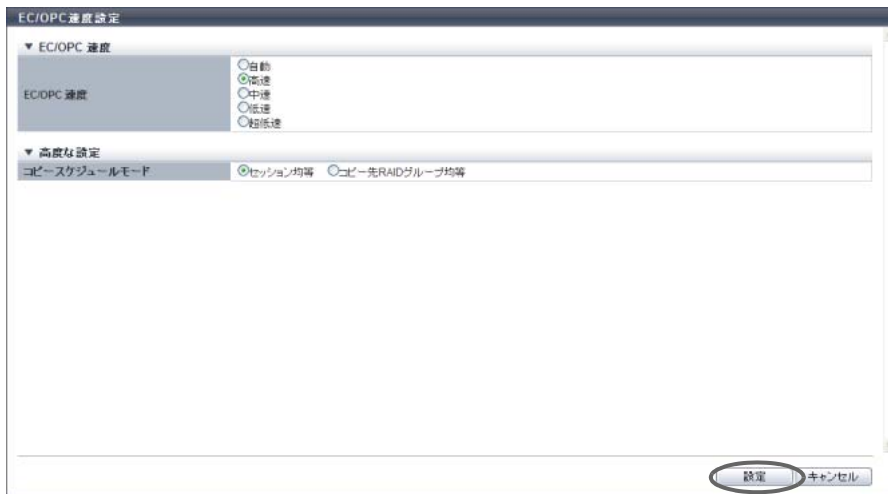 EC/OPC速度設定
▼ EC/OPC 速度
EC/OPC 速度
自動
高速
中速
低速
超低速
▼ 高度な設定
コピースケジュールモード
セッション均等 コピー先RAIDグループ均等
設定 キャンセル